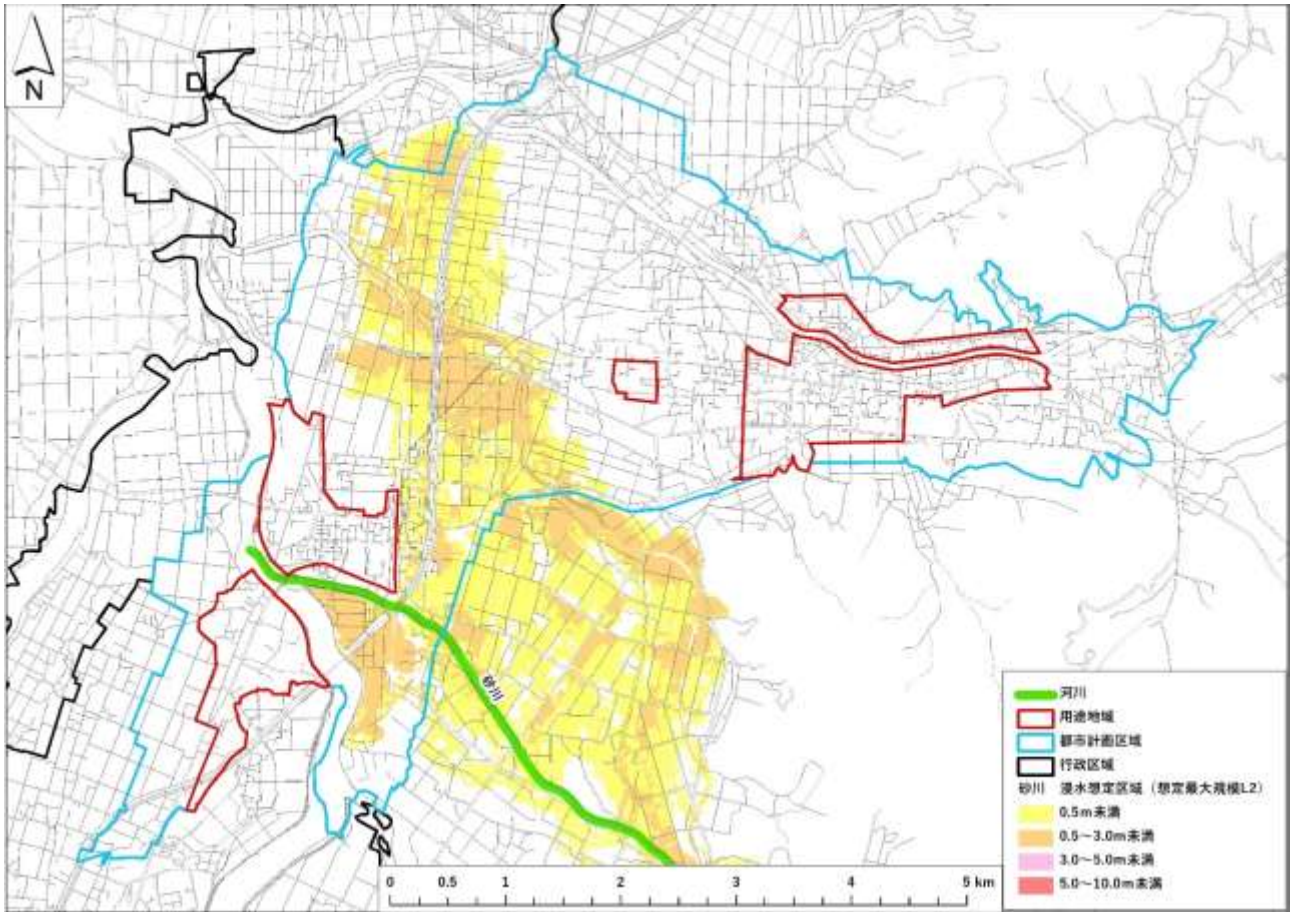 N
砂川
河川
用途地域
都市計画区域
行政区域
砂川 浸水想定区域（想定最大規模L2）
0.5m未満
0.5～3.0m未満
3.0～5.0m未満
5.0～10.0m未満
0 0.5 1 2 3 4 5 km